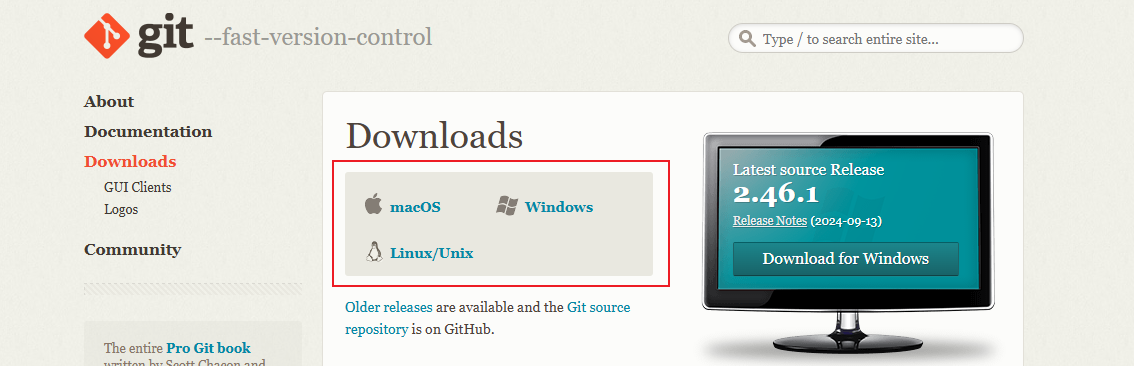 git --fast-version-control
Type / to search entire site...
About
Documentation
Downloads
GUI Clients
Logos
Community
The entire Pro Git book
written by Scott Chacon and
Downloads
macOS
Windows
Linux/Unix
Older releases are available and the Git source
repository is on GitHub.
Latest source Release
2.46.1
Release Notes (2024-09-13)
Download for Windows